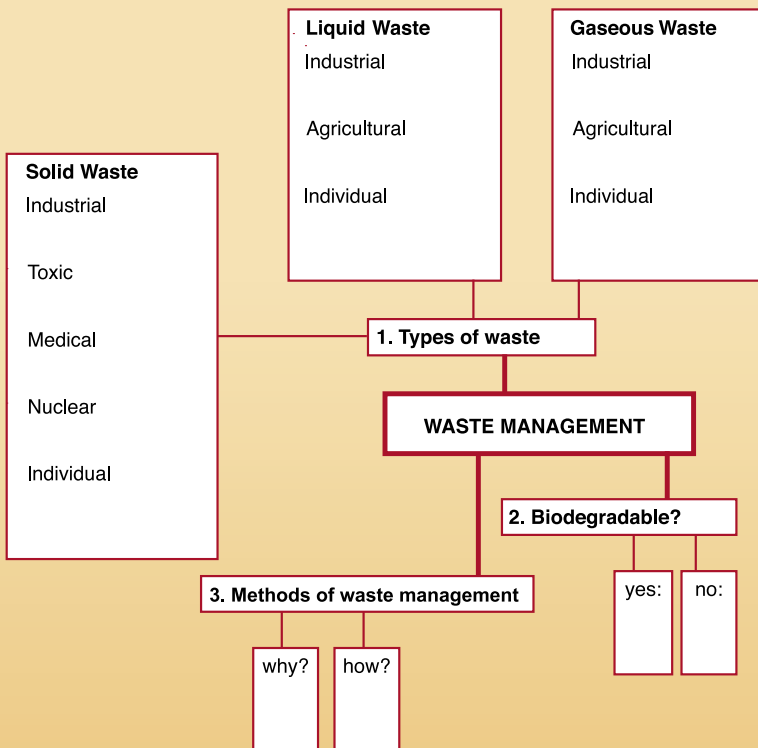 Liquid Waste
Industrial
Agricultural
Individual
Gaseous Waste
Industrial
Agricultural
Individual
Solid Waste
Industrial
Toxic
Medical
Nuclear
Individual
1. Types of waste
WASTE MANAGEMENT
2. Biodegradable?
yes:
no:
3. Methods of waste management
why?
how?